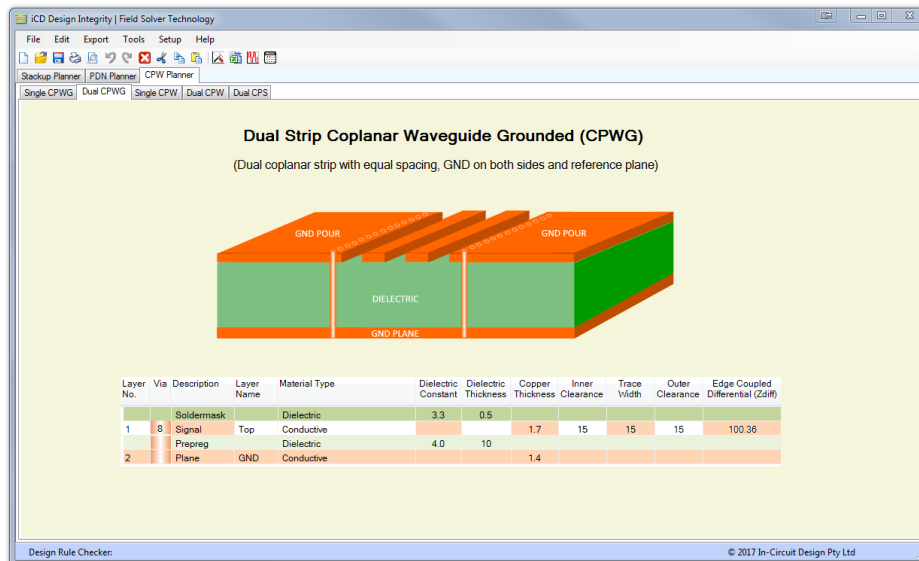 iCD Design Integrity | Field Solver Technology
File Edit Export Tools Setup Help
Stackup Planner PDN Planner CPW Planner
Single CPWG Dual CPWG Single CPW Dual CPW Dual CPS
Dual Strip Coplanar Waveguide Grounded (CPWG)
(Dual coplanar strip with equal spacing, GND on both sides and reference plane)
GND POUR GND POUR
DIELECTRIC
GND PLANE
Layer Via Description Layer Material Type Dielectric Dielectric Copper Inner Trace Outer Edge Coupled
No. Name Constant Thickness Thickness Clearance Width Clearance Differential (Zdiff)
Soldermask Dielectric 3.3 0.5
1 8 Signal Top Conductive 1.7 15 15 15 100.36
Prepreg Dielectric 4.0 10
2 Plane GND Conductive 1.4
Design Rule Checker: © 2017 In-Circuit Design Pty Ltd